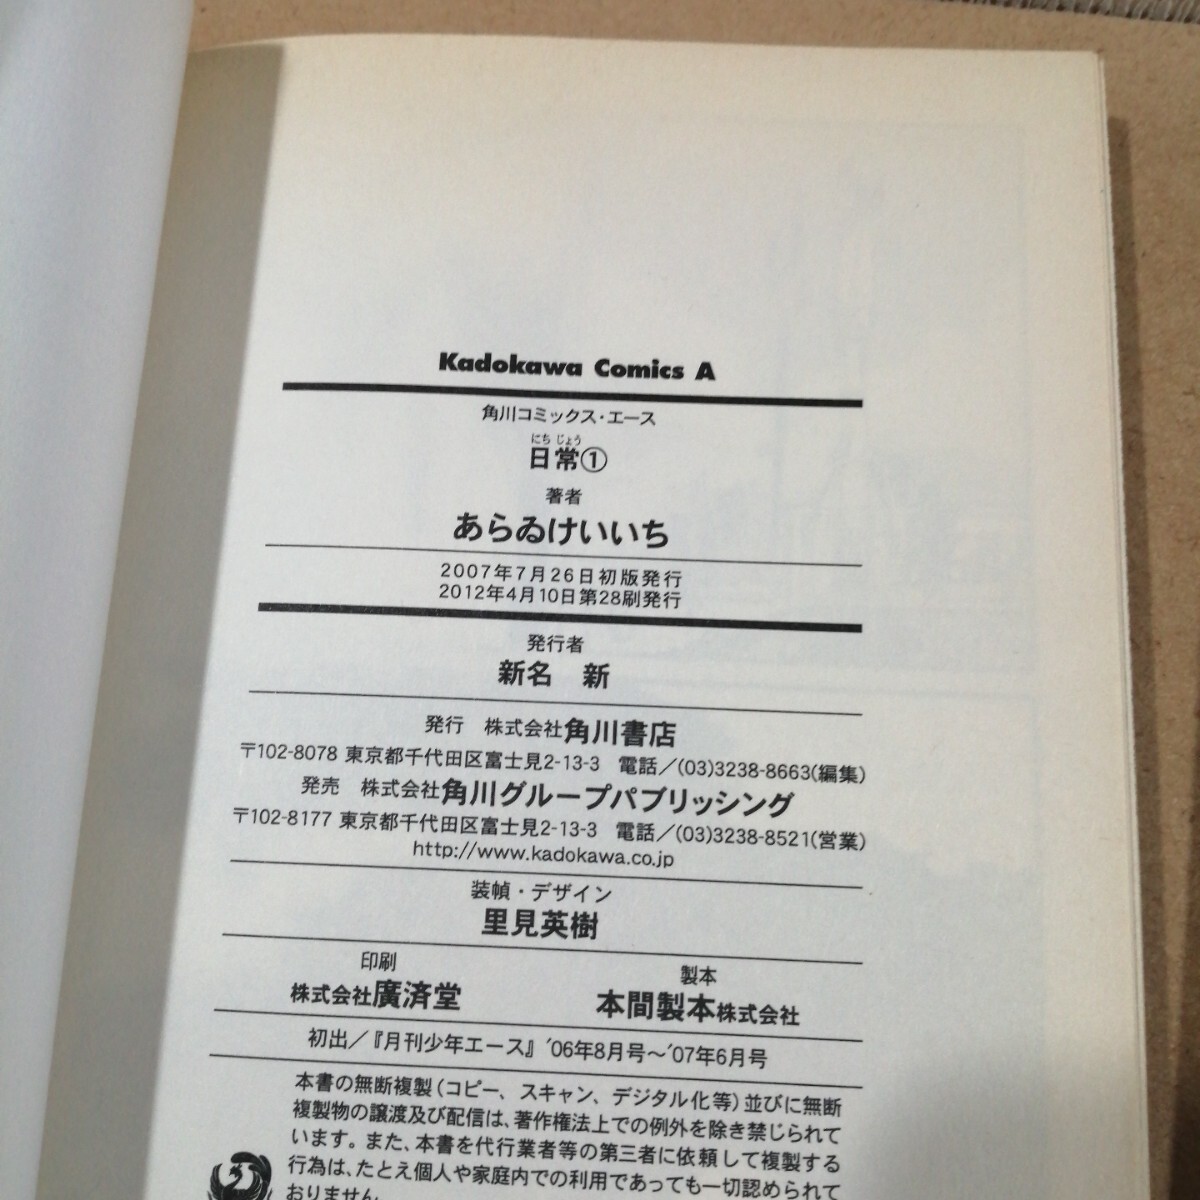 Kadokawa Comics A
角川コミックス・エース
にち じょう
日常①
著者
あらゐけいいち
2007年7月26日初版発行
2012年4月10日第28刷発行
発行者
新名　新
発行　株式会社角川書店
〒102-8078 東京都千代田区富士見2-13-3　電話／(03)3238-8663(編集)
発売　株式会社角川グループパブリッシング
〒102-8177 東京都千代田区富士見2-13-3　電話／(03)3238-8521(営業)
http://www.kadokawa.co.jp
装幀・デザイン
里見英樹
印刷
株式会社廣済堂
製本
本間製本株式会社
初出／『月刊少年エース』'06年8月号～'07年6月号
本書の無断複製(コピー、スキャン、デジタル化等)並びに無断
複製物の譲渡及び配信は、著作権法上での例外を除き禁じられて
います。また、本書を代行業者等の第三者に依頼して複製する
行為は、たとえ個人や家庭内での利用であっても一切認められて
おりません。